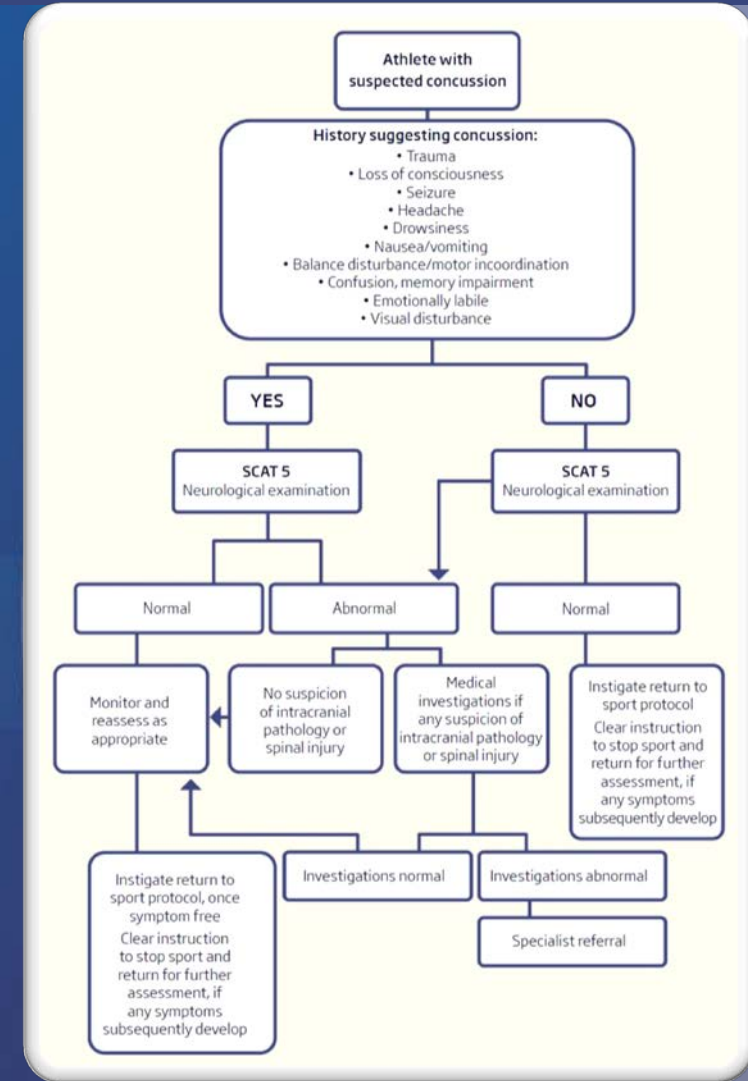 Athlete with
suspected concussion
History suggesting concussion:
• Trauma
• Loss of consciousness
• Seizure
• Headache
• Drowsiness
• Nausea/vomiting
• Balance disturbance/motor incoordination
• Confusion, memory impairment
• Emotionally labile
• Visual disturbance
YES
NO
SCAT 5
Neurological examination
SCAT 5
Neurological examination
Normal
Abnormal
Normal
Monitor and
reassess as
appropriate
No suspicion
of intracranial
pathology or
spinal injury
Medical
investigations if
any suspicion of
intracranial pathology
or spinal injury
Instigate return to
sport protocol
Clear instruction
to stop sport and
return for further
assessment, if
any symptoms
subsequently develop
Instigate return to
sport protocol, once
symptom free
Clear instruction
to stop sport and
return for further
assessment, if
any symptoms
subsequently develop
Investigations normal
Investigations abnormal
Specialist referral